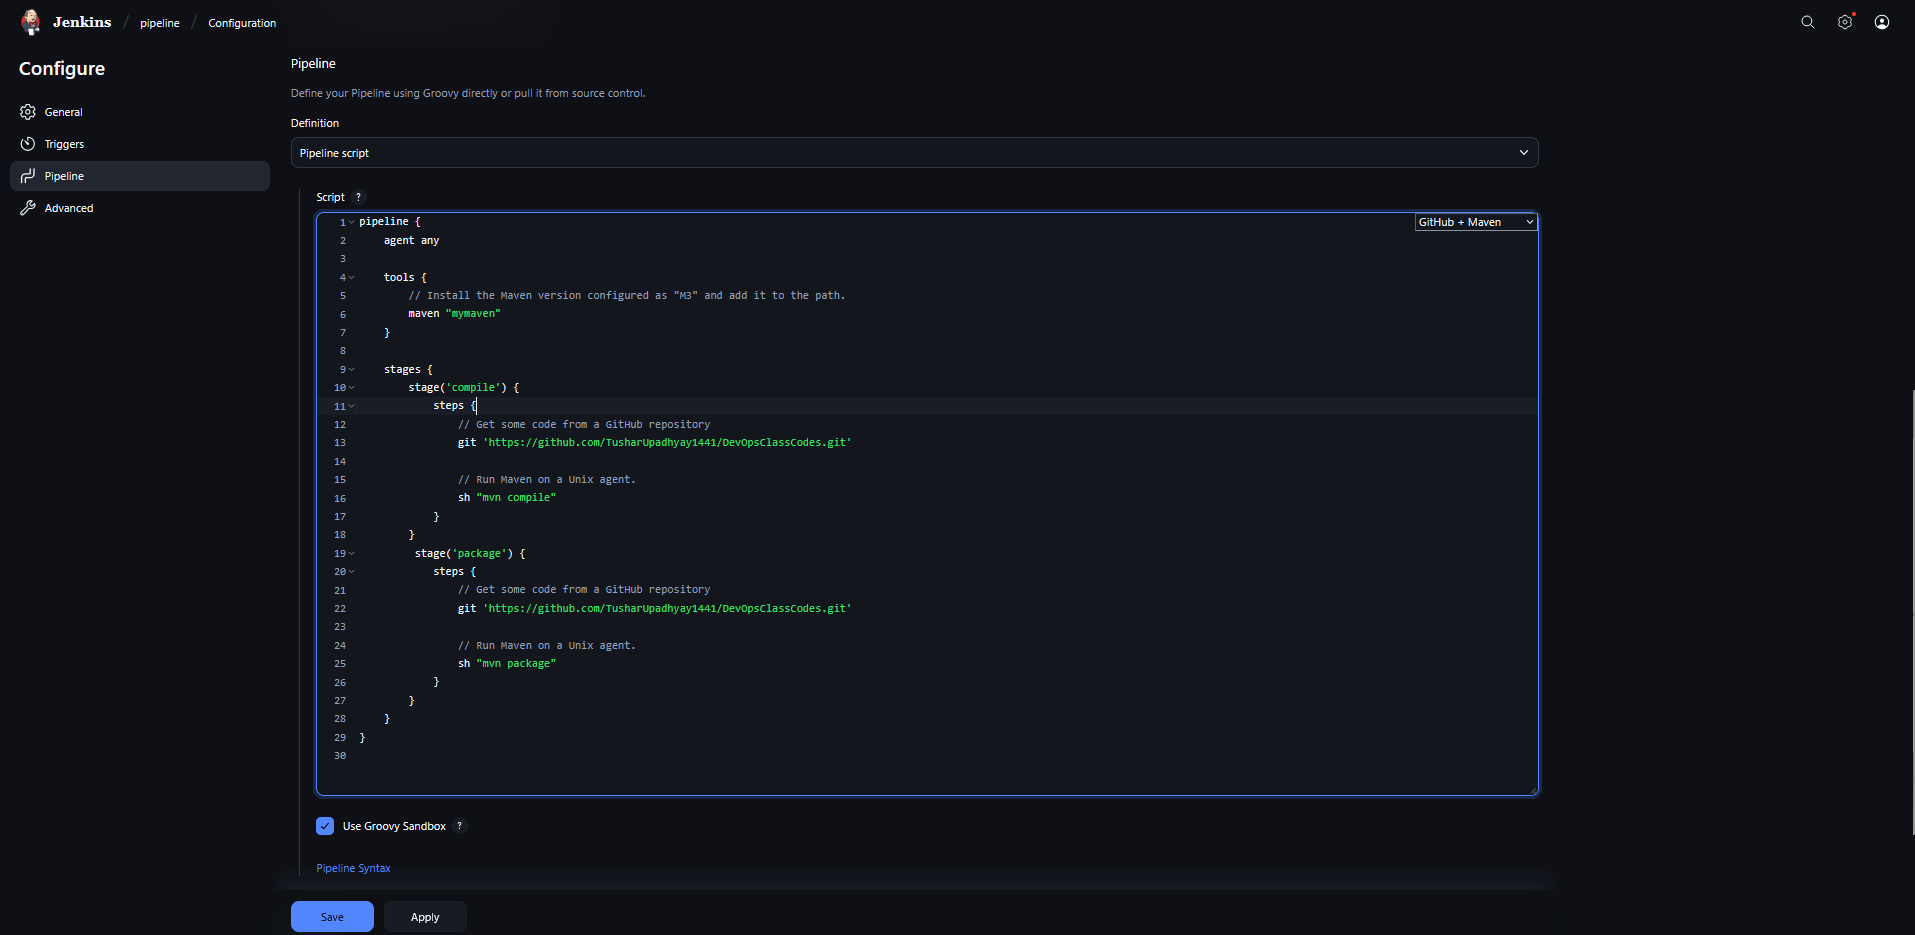 Jenkins / pipeline / Configuration
Configure
General
Triggers
Pipeline
Advanced
Pipeline
Define your Pipeline using Groovy directly or pull it from source control.
Definition
Pipeline script
Script ?
GitHub + Maven
1 pipeline {
2     agent any
3
4     tools {
5         // Install the Maven version configured as "M3" and add it to the path.
6         maven "mymaven"
7     }
8
9     stages {
10         stage('compile') {
11             steps {
12                 // Get some code from a GitHub repository
13                 git 'https://github.com/TusharUpadhyay1441/DevOpsClassCodes.git'
14
15                 // Run Maven on a Unix agent.
16                 sh "mvn compile"
17             }
18         }
19          stage('package') {
20             steps {
21                 // Get some code from a GitHub repository
22                 git 'https://github.com/TusharUpadhyay1441/DevOpsClassCodes.git'
23
24                 // Run Maven on a Unix agent.
25                 sh "mvn package"
26             }
27         }
28     }
29 }
30
Use Groovy Sandbox ?
Pipeline Syntax
Save
Apply